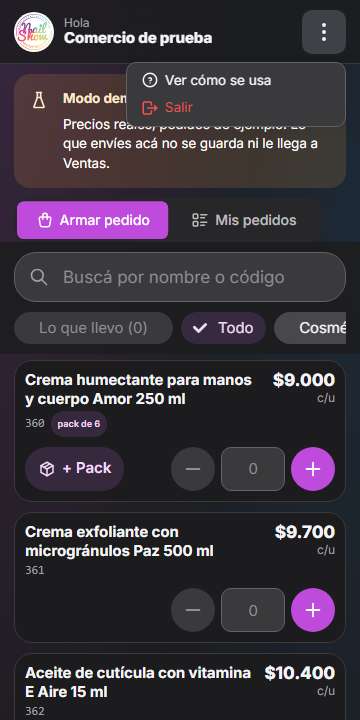 Nail Show
Hola
Comercio de prueba
Ver cómo se usa
Salir
Modo
Precios reales, pedidos de ejemplo. Lo
que envíes acá no se guarda ni le llega a
Ventas.
Armar pedido
Mis pedidos
Buscá por nombre o código
Lo que llevo (0)
Todo
Cosmé
Crema humectante para manos
y cuerpo Amor 250 ml
$9.000
c/u
360
pack de 6
+ Pack
0
Crema exfoliante con
microgránulos Paz 500 ml
$9.700
c/u
361
0
Aceite de cutícula con vitamina
E Aire 15 ml
$10.400
c/u
362